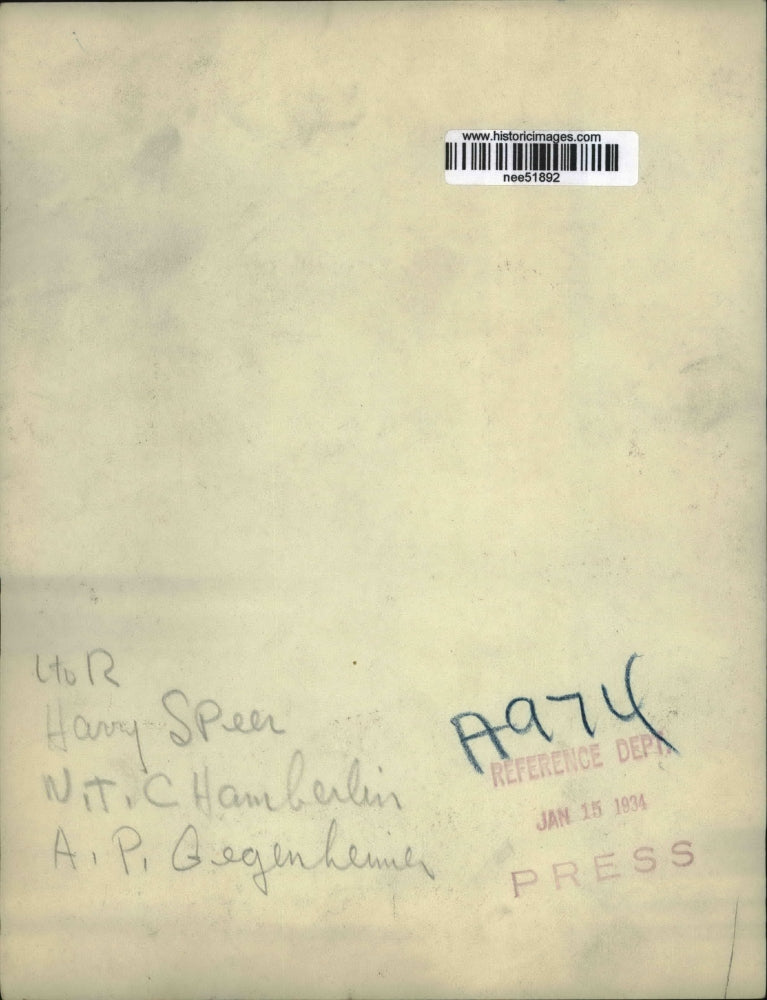 www.historicimages.com
nee51892
L to R
Harry Speer
N.T. CHamberlin
A.P. Gegenheimer
A974
REFERENCE DEPT.
JAN 15 1934
PRESS